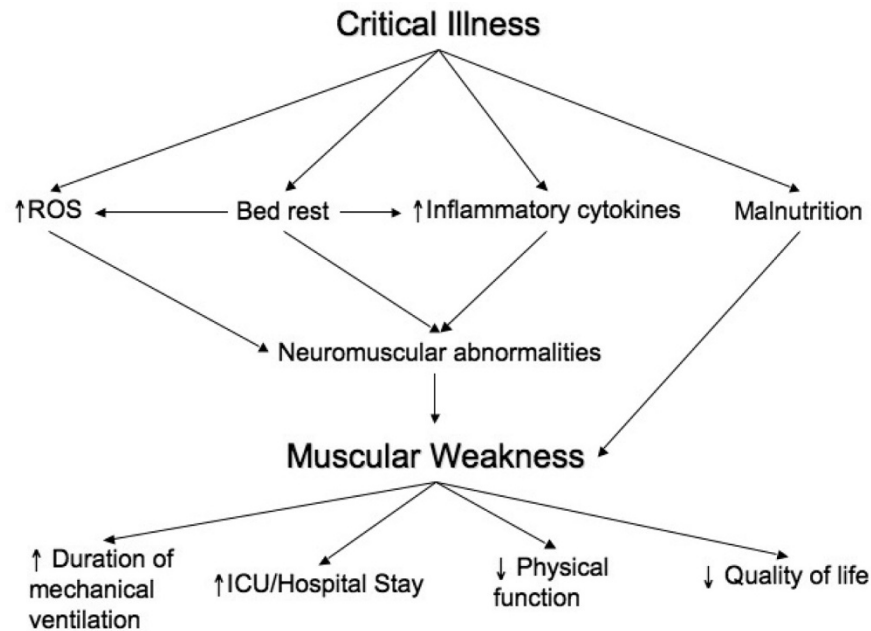 Critical Illness
↑ROS
Bed rest
↑Inflammatory cytokines
Malnutrition
Neuromuscular abnormalities
Muscular Weakness
↑ Duration of
mechanical
ventilation
↑ICU/Hospital Stay
↓ Physical
function
↓ Quality of life